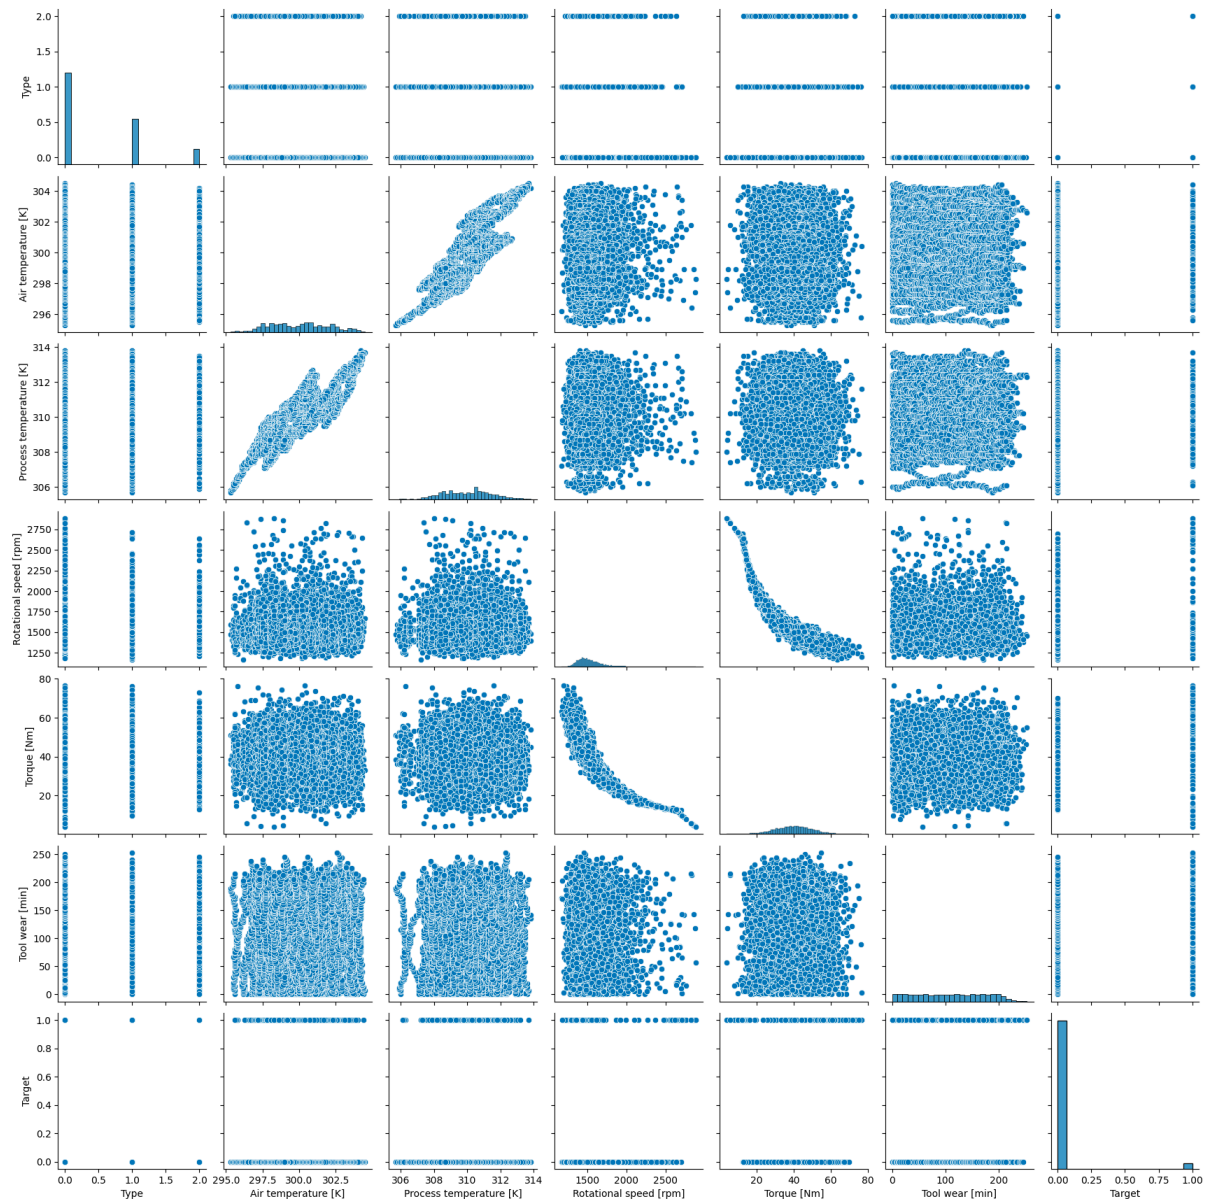 2.0
1.5
1.0
0.5
0.0
Type
304
302
300
298
296
Air temperature [K]
314
312
310
308
306
Process temperature [K]
2750
2500
2250
2000
1750
1500
1250
Rotational speed [rpm]
80
60
40
20
Torque [Nm]
250
200
150
100
50
0
Tool wear [min]
1.0
0.8
0.6
0.4
0.2
0.0
Target
0.0 0.5 1.0 1.5 2.0
Type
295.0 297.5 300.0 302.5
Air temperature [K]
306 308 310 312 314
Process temperature [K]
1500 2000 2500
Rotational speed [rpm]
20 40 60 80
Torque [Nm]
0 100 200
Tool wear [min]
0.00 0.25 0.50 0.75 1.00
Target